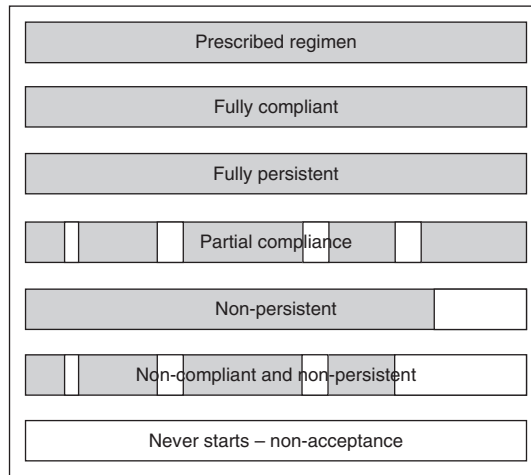 Prescribed regimen
Fully compliant
Fully persistent
Partial compliance
Non-persistent
Non-compliant and non-persistent
Never starts – non-acceptance